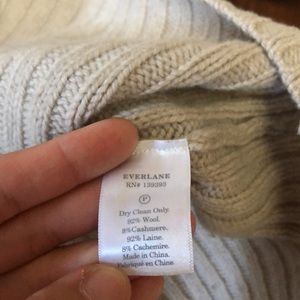 EVERLANE
RN# 139393
P
Dry Clean Only.
92% Wool.
8%Cashmere.
92% Laine.
8% Cachemire.
Made in China.
Fabriqué en Chine.